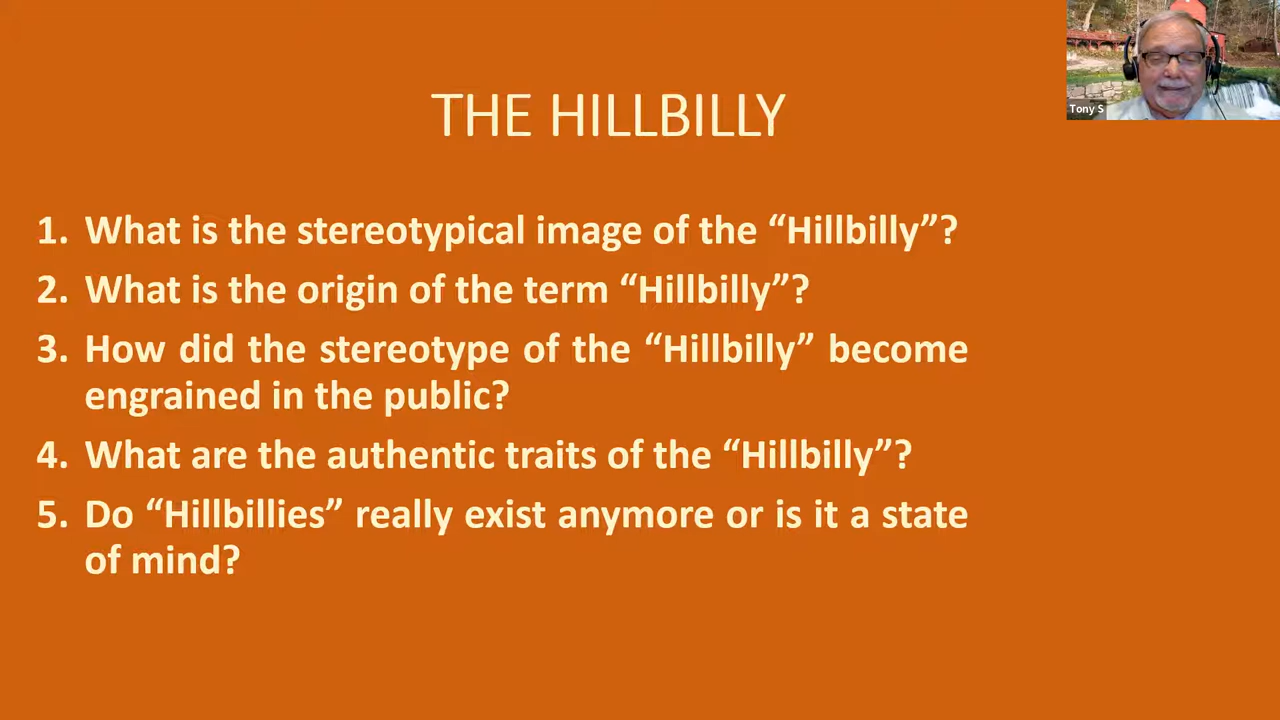 THE HILLBILLY
Tony S
1. What is the stereotypical image of the “Hillbilly”?
2. What is the origin of the term “Hillbilly”?
3. How did the stereotype of the “Hillbilly” become
engrained in the public?
4. What are the authentic traits of the “Hillbilly”?
5. Do “Hillbillies” really exist anymore or is it a state
of mind?